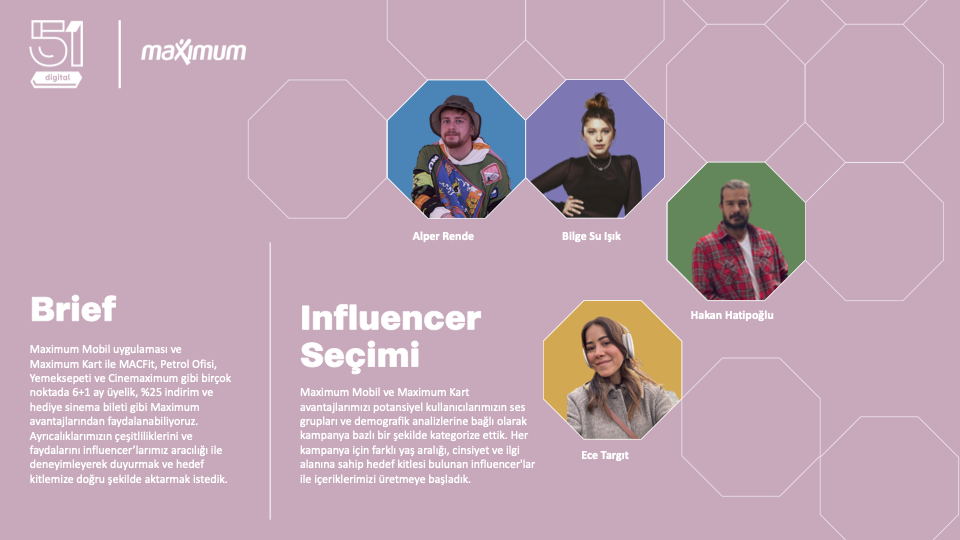 51
digital
maximum
Alper Rende
Bilge Su Işık
Hakan Hatipoğlu
Ece Targıt
Brief
Maximum Mobil uygulaması ve
Maximum Kart ile MACFit, Petrol Ofisi,
Yemeksepeti ve Cinemaximum gibi birçok
noktada 6+1 ay üyelik, %25 indirim ve
hediye sinema bileti gibi Maximum
avantajlarından faydalanabiliyoruz.
Ayrıcalıklarımızın çeşitliliklerini ve
faydalarını influencer’larımız aracılığı ile
deneyimleyerek duyurmak ve hedef
kitlemize doğru şekilde aktarmak istedik.
Influencer
Seçimi
Maximum Mobil ve Maximum Kart
avantajlarımızı potansiyel kullanıcılarımızın ses
grupları ve demografik analizlerine bağlı olarak
kampanya bazlı bir şekilde kategorize ettik. Her
kampanya için farklı yaş aralığı, cinsiyet ve ilgi
alanına sahip hedef kitlesi bulunan influencer'lar
ile içeriklerimizi üretmeye başladık.